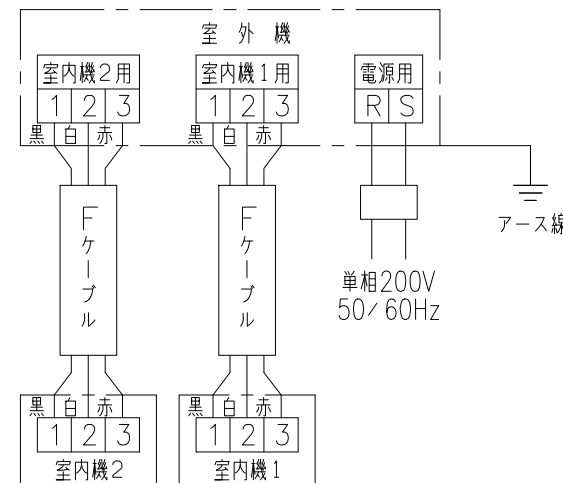 室外機
室内機2用 室内機1用 電源用
1 2 3 1 2 3 R S
黒 白 赤 黒 白 赤
Fケーブル Fケーブル
アース線
単相200V
50/60Hz
黒 白 赤 黒 白 赤
1 2 3 1 2 3
室内機2 室内機1